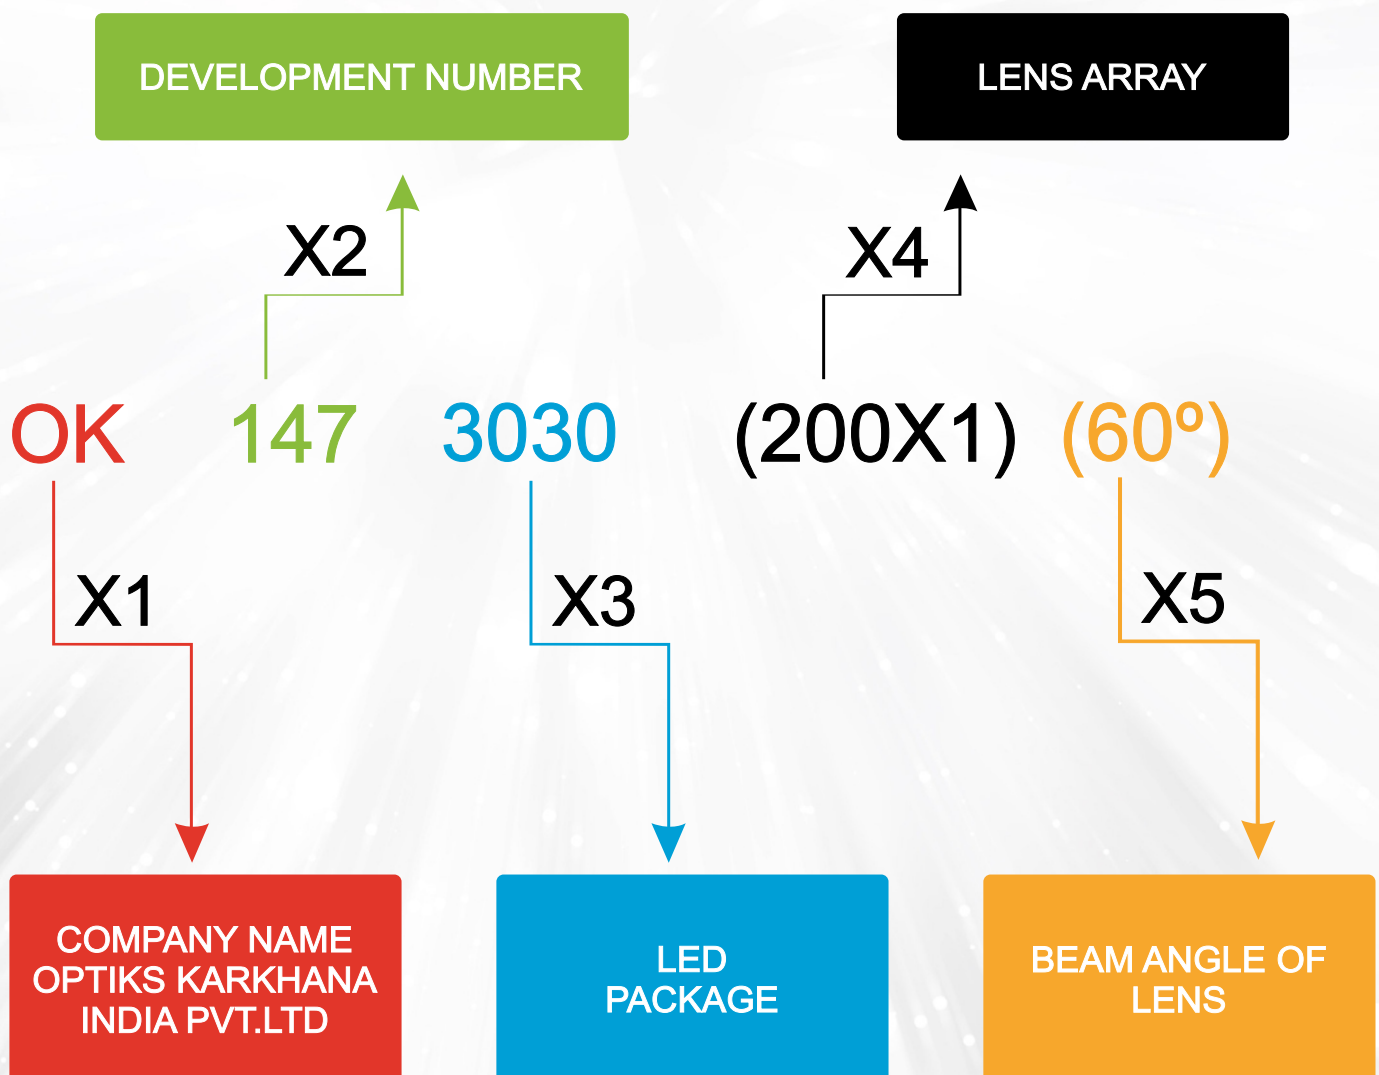 DEVELOPMENT NUMBER
LENS ARRAY
X2
X4
OK 147 3030 (200X1) (60º)
X1
X3
X5
COMPANY NAME
OPTIKS KARKHANA
INDIA PVT.LTD
LED
PACKAGE
BEAM ANGLE OF
LENS